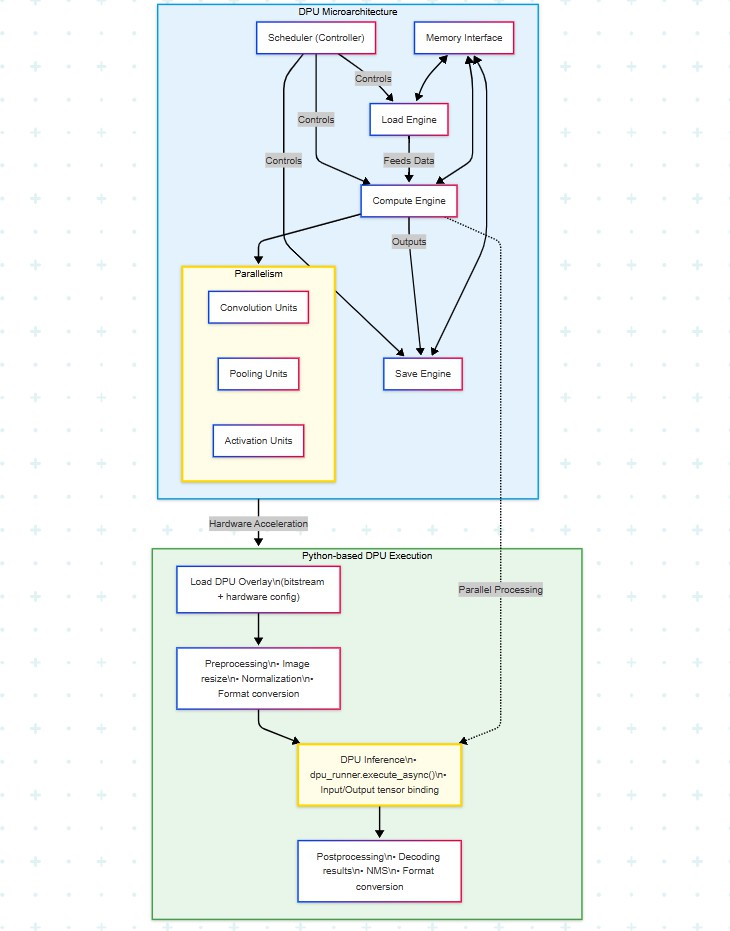 DPU Microarchitecture
Scheduler (Controller)
Memory Interface
Controls
Load Engine
Controls
Controls
Feeds Data
Compute Engine
Outputs
Parallelism
Convolution Units
Pooling Units
Save Engine
Activation Units
Hardware Acceleration
Python-based DPU Execution
Load DPU Overlay\n(bitstream
+ hardware config)
Parallel Processing
Preprocessing\n• Image
resize\n• Normalization\n•
Format conversion
DPU Inference\n•
dpu_runner.execute_async()\n•
Input/Output tensor binding
Postprocessing\n• Decoding
results\n• NMS\n• Format
conversion